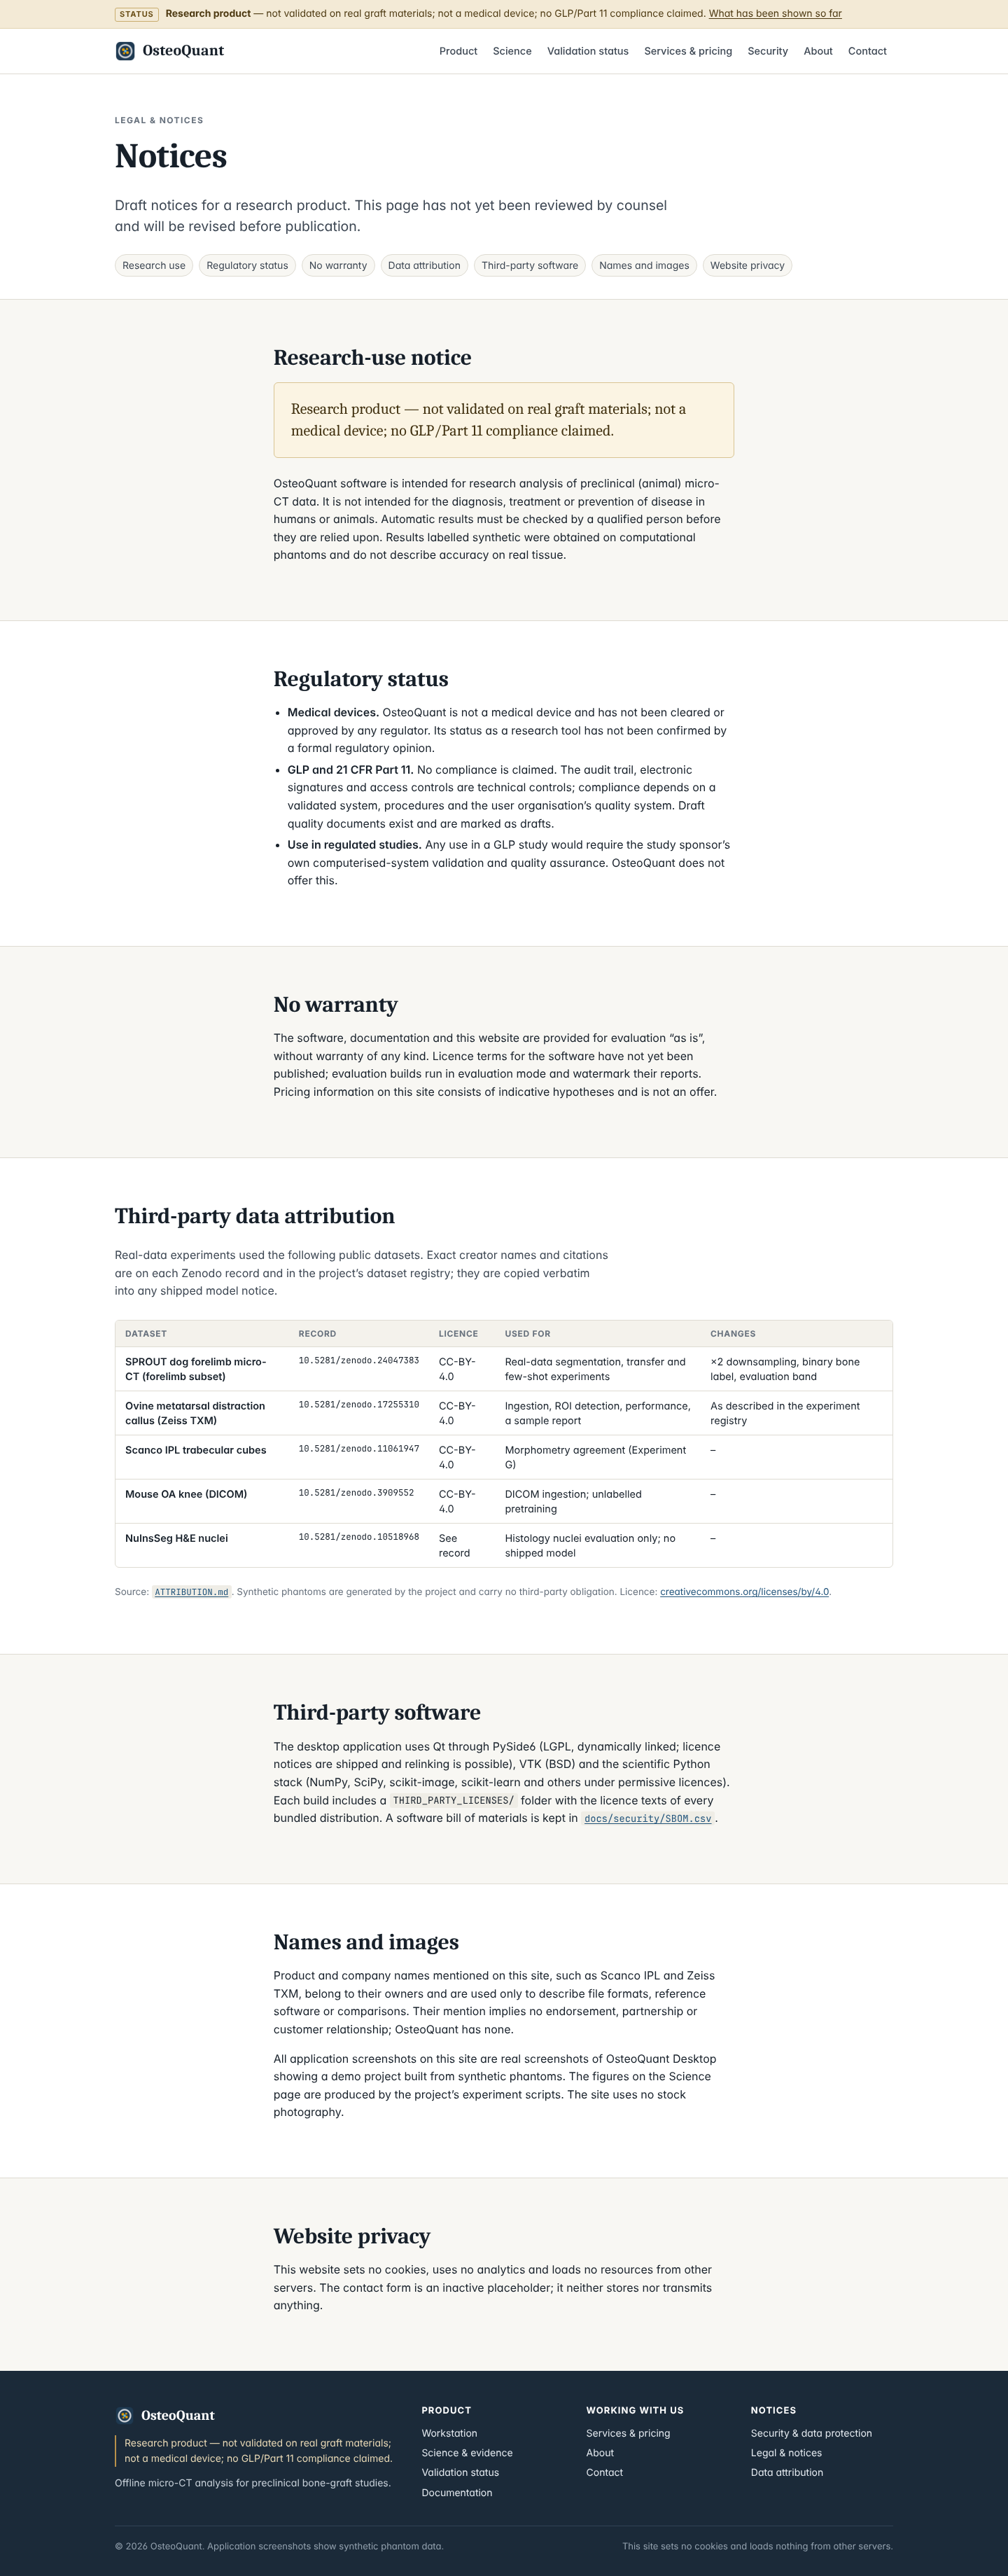 STATUS Research product — not validated on real graft materials; not a medical device; no GLP/Part 11 compliance claimed. What has been shown so far
OsteoQuant
Product Science Validation status Services & pricing Security About Contact
LEGAL & NOTICES
Notices
Draft notices for a research product. This page has not yet been reviewed by counsel
and will be revised before publication.
Research use Regulatory status No warranty Data attribution Third-party software Names and images Website privacy
Research-use notice
Research product — not validated on real graft materials; not a
medical device; no GLP/Part 11 compliance claimed.
OsteoQuant software is intended for research analysis of preclinical (animal) micro-
CT data. It is not intended for the diagnosis, treatment or prevention of disease in
humans or animals. Automatic results must be checked by a qualified person before
they are relied upon. Results labelled synthetic were obtained on computational
phantoms and do not describe accuracy on real tissue.
Regulatory status
• Medical devices. OsteoQuant is not a medical device and has not been cleared or
approved by any regulator. Its status as a research tool has not been confirmed by
a formal regulatory opinion.
• GLP and 21 CFR Part 11. No compliance is claimed. The audit trail, electronic
signatures and access controls are technical controls; compliance depends on a
validated system, procedures and the user organisation’s quality system. Draft
quality documents exist and are marked as drafts.
• Use in regulated studies. Any use in a GLP study would require the study sponsor’s
own computerised-system validation and quality assurance. OsteoQuant does not
offer this.
No warranty
The software, documentation and this website are provided for evaluation “as is”,
without warranty of any kind. Licence terms for the software have not yet been
published; evaluation builds run in evaluation mode and watermark their reports.
Pricing information on this site consists of indicative hypotheses and is not an offer.
Third-party data attribution
Real-data experiments used the following public datasets. Exact creator names and citations
are on each Zenodo record and in the project’s dataset registry; they are copied verbatim
into any shipped model notice.
DATASET RECORD LICENCE USED FOR CHANGES
SPROUT dog forelimb micro-CT (forelimb subset) 10.5281/zenodo.24047383 CC-BY-4.0 Real-data segmentation, transfer and few-shot experiments ×2 downsampling, binary bone label, evaluation band
Ovine metatarsal distraction callus (Zeiss TXM) 10.5281/zenodo.17255310 CC-BY-4.0 Ingestion, ROI detection, performance, a sample report As described in the experiment registry
Scanco IPL trabecular cubes 10.5281/zenodo.11061947 CC-BY-4.0 Morphometry agreement (Experiment G) –
Mouse OA knee (DICOM) 10.5281/zenodo.3909552 CC-BY-4.0 DICOM ingestion; unlabelled pretraining –
NuInsSeg H&E nuclei 10.5281/zenodo.10518968 See record Histology nuclei evaluation only; no shipped model –
Source: ATTRIBUTION.md. Synthetic phantoms are generated by the project and carry no third-party obligation. Licence: creativecommons.org/licenses/by/4.0.
Third-party software
The desktop application uses Qt through PySide6 (LGPL, dynamically linked; licence
notices are shipped and relinking is possible), VTK (BSD) and the scientific Python
stack (NumPy, SciPy, scikit-image, scikit-learn and others under permissive licences).
Each build includes a THIRD_PARTY_LICENSES/ folder with the licence texts of every
bundled distribution. A software bill of materials is kept in docs/security/SBOM.csv.
Names and images
Product and company names mentioned on this site, such as Scanco IPL and Zeiss
TXM, belong to their owners and are used only to describe file formats, reference
software or comparisons. Their mention implies no endorsement, partnership or
customer relationship; OsteoQuant has none.
All application screenshots on this site are real screenshots of OsteoQuant Desktop
showing a demo project built from synthetic phantoms. The figures on the Science
page are produced by the project’s experiment scripts. The site uses no stock
photography.
Website privacy
This website sets no cookies, uses no analytics and loads no resources from other
servers. The contact form is an inactive placeholder; it neither stores nor transmits
anything.
OsteoQuant
Research product — not validated on real graft materials;
not a medical device; no GLP/Part 11 compliance claimed.
Offline micro-CT analysis for preclinical bone-graft studies.
PRODUCT
Workstation
Science & evidence
Validation status
Documentation
WORKING WITH US
Services & pricing
About
Contact
NOTICES
Security & data protection
Legal & notices
Data attribution
© 2026 OsteoQuant. Application screenshots show synthetic phantom data.
This site sets no cookies and loads nothing from other servers.